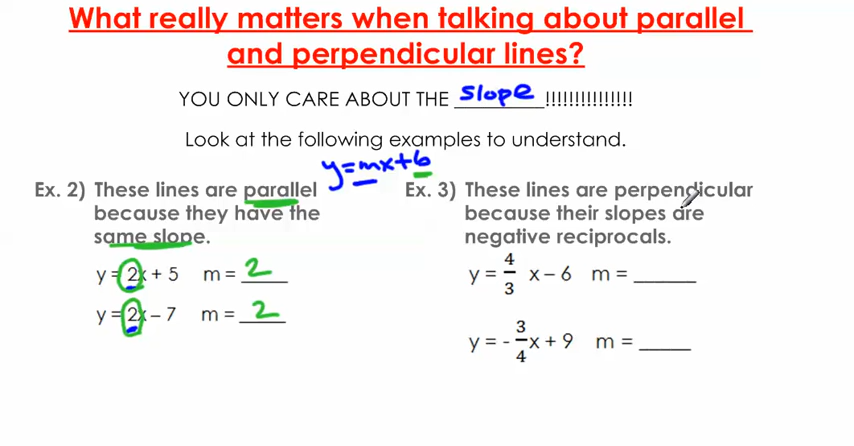 What really matters when talking about parallel
and perpendicular lines?
YOU ONLY CARE ABOUT THE slope!!!!!!!!!!!!!!!
Look at the following examples to understand.
y=mx+b
Ex. 2) These lines are parallel
because they have the
same slope.
y = 2x + 5 m = 2
y = 2x – 7 m = 2
Ex. 3) These lines are perpendicular
because their slopes are
negative reciprocals.
y = 4/3 x – 6 m = ______
y = - 3/4 x + 9 m = _____